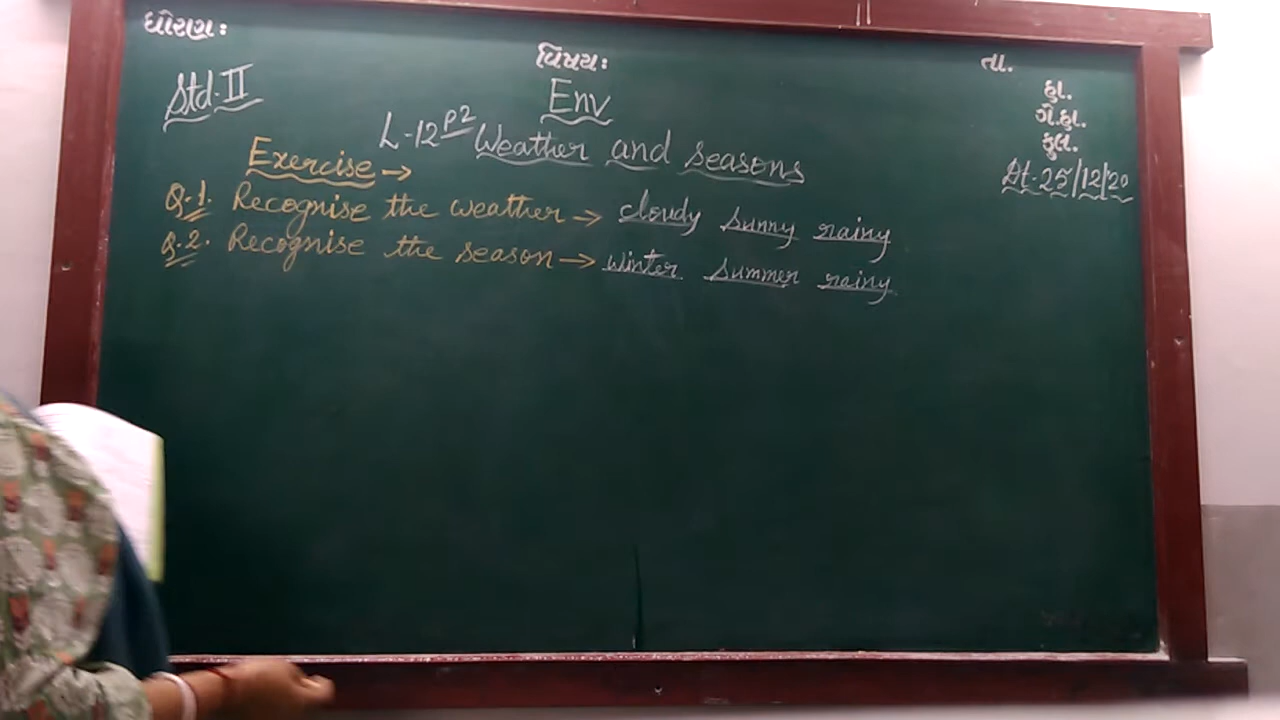 ધોરણ:
વિષય:
તા.
Std. II
Env
હા.
ગે.હા.
કુલ.
L-12 P2 Weather and seasons
Dt. 25/12/20
Exercise →
Q.1. Recognise the weather → cloudy sunny rainy
Q.2. Recognise the season → winter summer rainy